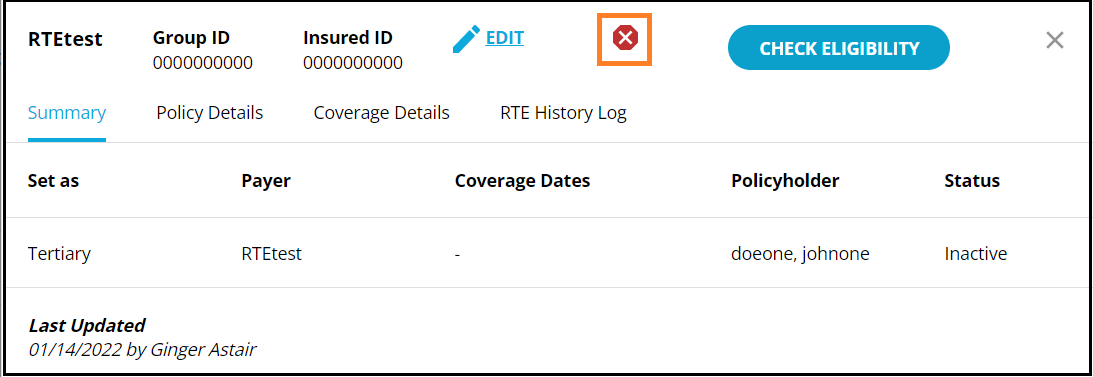 RTEtest Group ID Insured ID EDIT CHECK ELIGIBILITY
0000000000 0000000000
Summary Policy Details Coverage Details RTE History Log
Set as Payer Coverage Dates Policyholder Status
Tertiary RTEtest - doeone, johnone Inactive
Last Updated
01/14/2022 by Ginger Astair